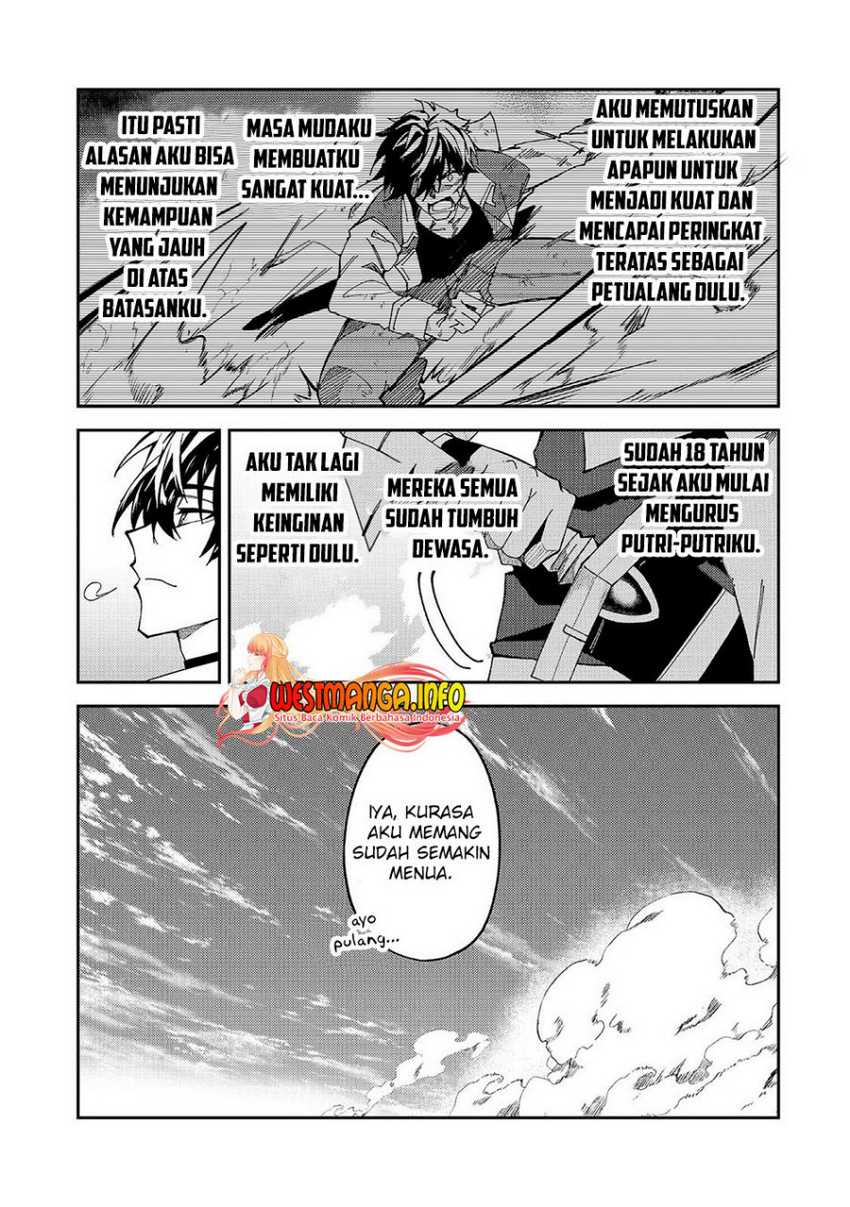 AKU MEMUTUSKAN
UNTUK MELAKUKAN
APAPUN UNTUK
MENJADI KUAT DAN
MENCAPAI PERINGKAT
TERATAS SEBAGAI
PETUALANG DULU.
MASA MUDAKU
MEMBUATKU
SANGAT KUAT...
ITU PASTI
ALASAN AKU BISA
MENUNJUKAN
KEMAMPUAN
YANG JAUH
DI ATAS
BATASANKU.
SUDAH 18 TAHUN
SEJAK AKU MULAI
MENGURUS
PUTRI-PUTRIKU.
MEREKA SEMUA
SUDAH TUMBUH
DEWASA.
AKU TAK LAGI
MEMILIKI
KEINGINAN
SEPERTI DULU.
WESTMANGA.INFO
Situs Baca Komik Berbahasa Indonesia
IYA, KURASA
AKU MEMANG
SUDAH SEMAKIN
MENUA.
ayo
pulang...